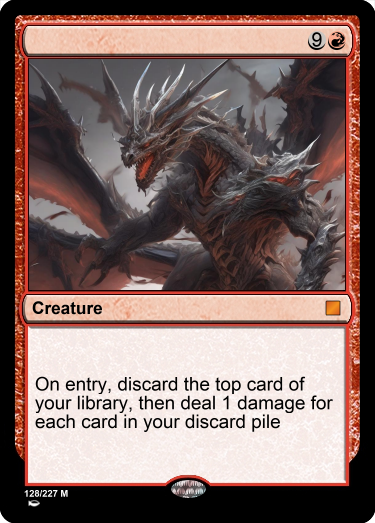 9
Creature
On entry, discard the top card of
your library, then deal 1 damage for
each card in your discard pile
128/227 M